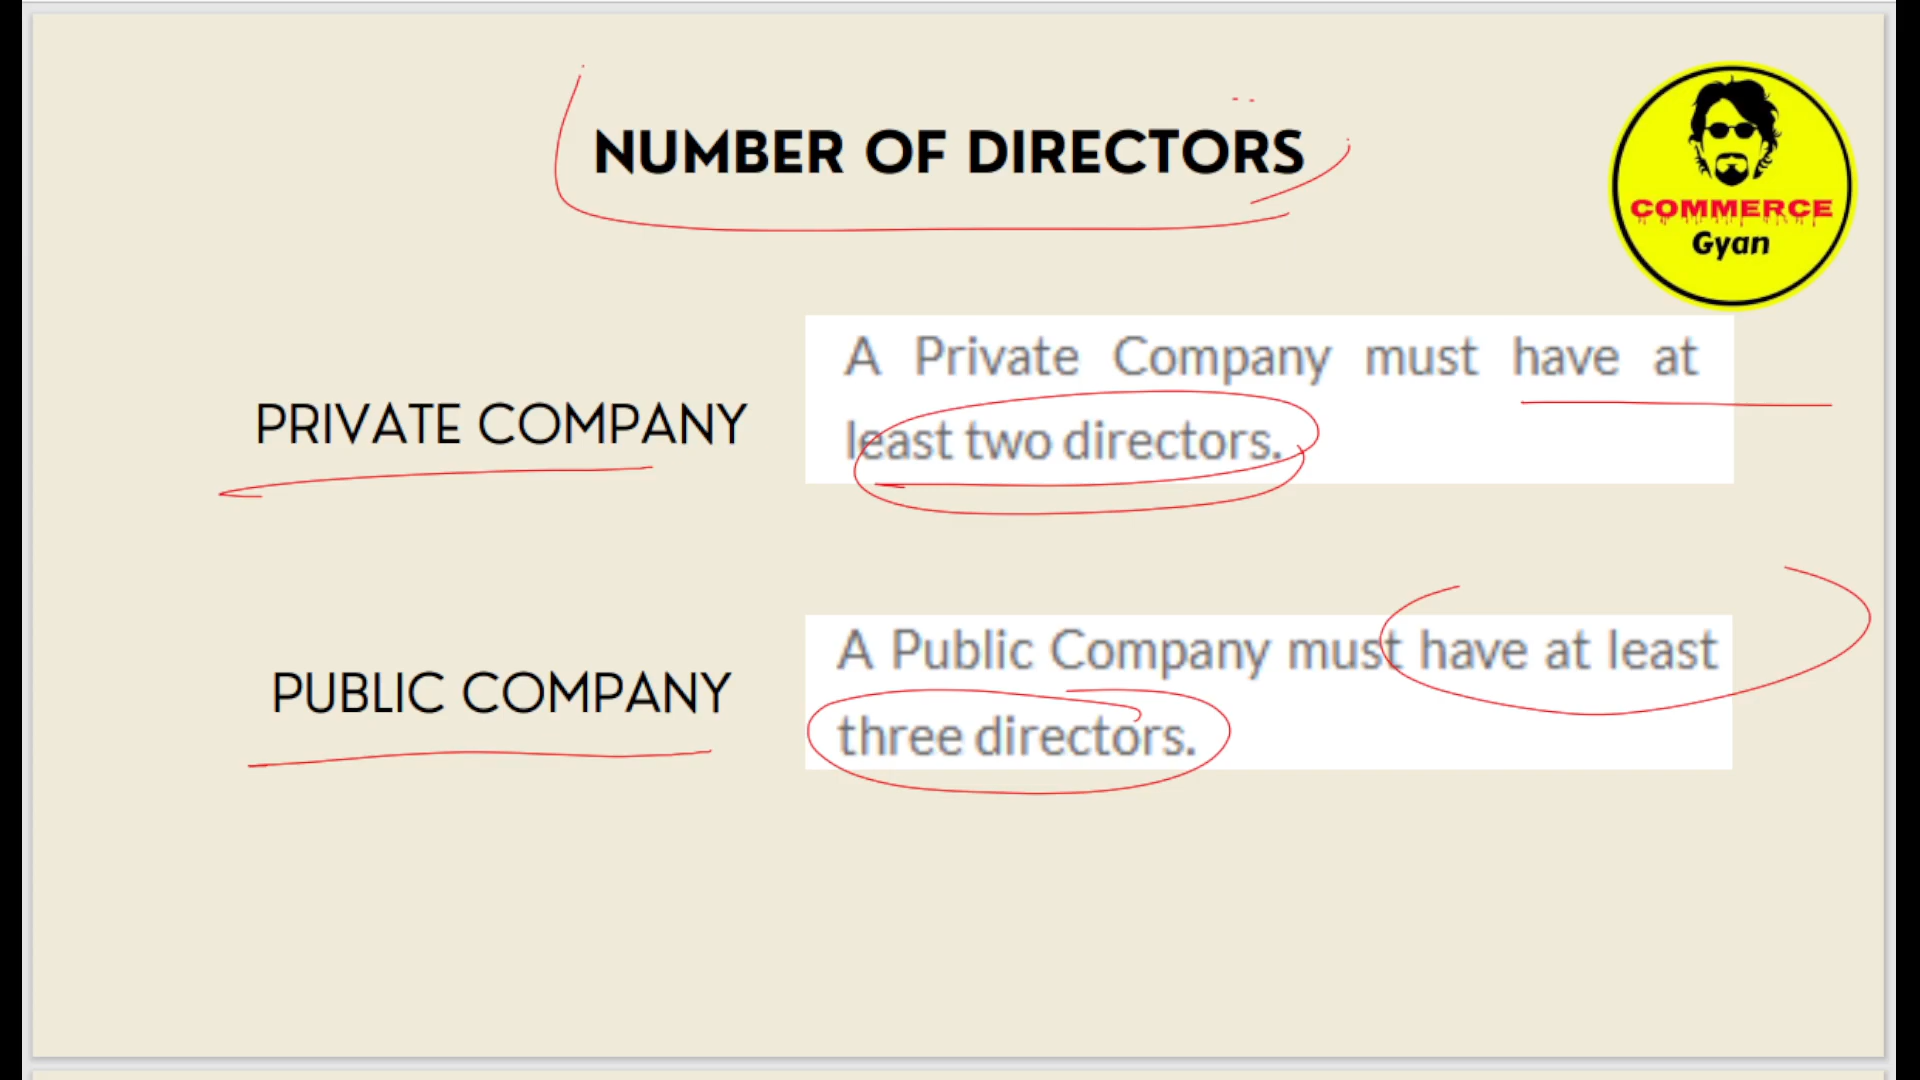 NUMBER OF DIRECTORS
COMMERCE
Gyan
PRIVATE COMPANY
A Private Company must have at
least two directors.
PUBLIC COMPANY
A Public Company must have at least
three directors.